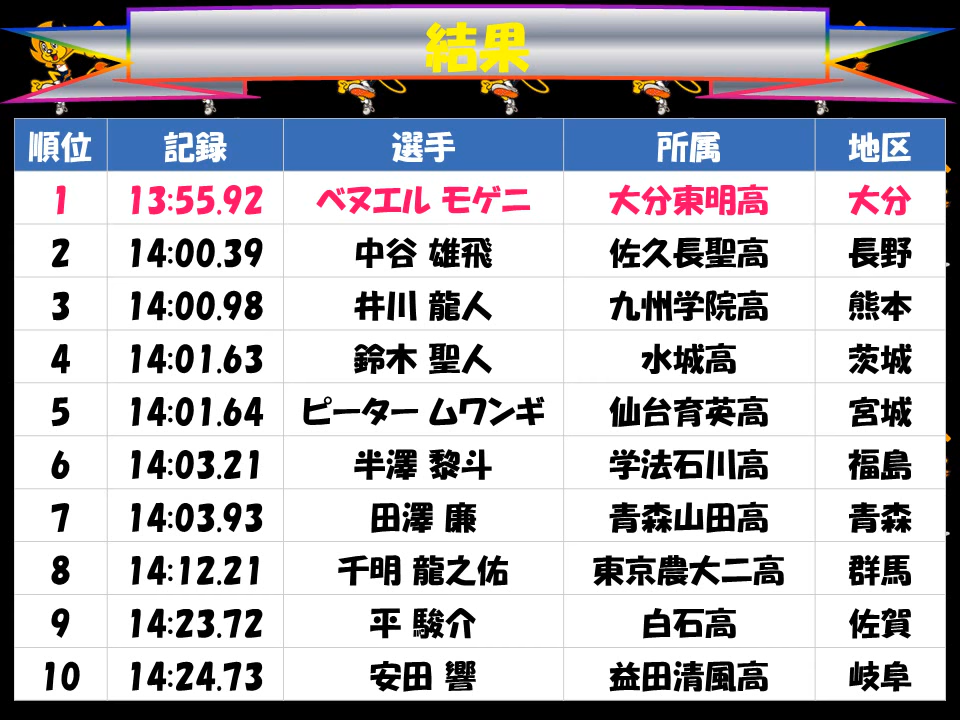 結果
順位 記録 選手 所属 地区
1 13:55.92 ベヌエル モゲニ 大分東明高 大分
2 14:00.39 中谷 雄飛 佐久長聖高 長野
3 14:00.98 井川 龍人 九州学院高 熊本
4 14:01.63 鈴木 聖人 水城高 茨城
5 14:01.64 ピーター ムワンギ 仙台育英高 宮城
6 14:03.21 半澤 黎斗 学法石川高 福島
7 14:03.93 田澤 廉 青森山田高 青森
8 14:12.21 千明 龍之佑 東京農大二高 群馬
9 14:23.72 平 駿介 白石高 佐賀
10 14:24.73 安田 響 益田清風高 岐阜